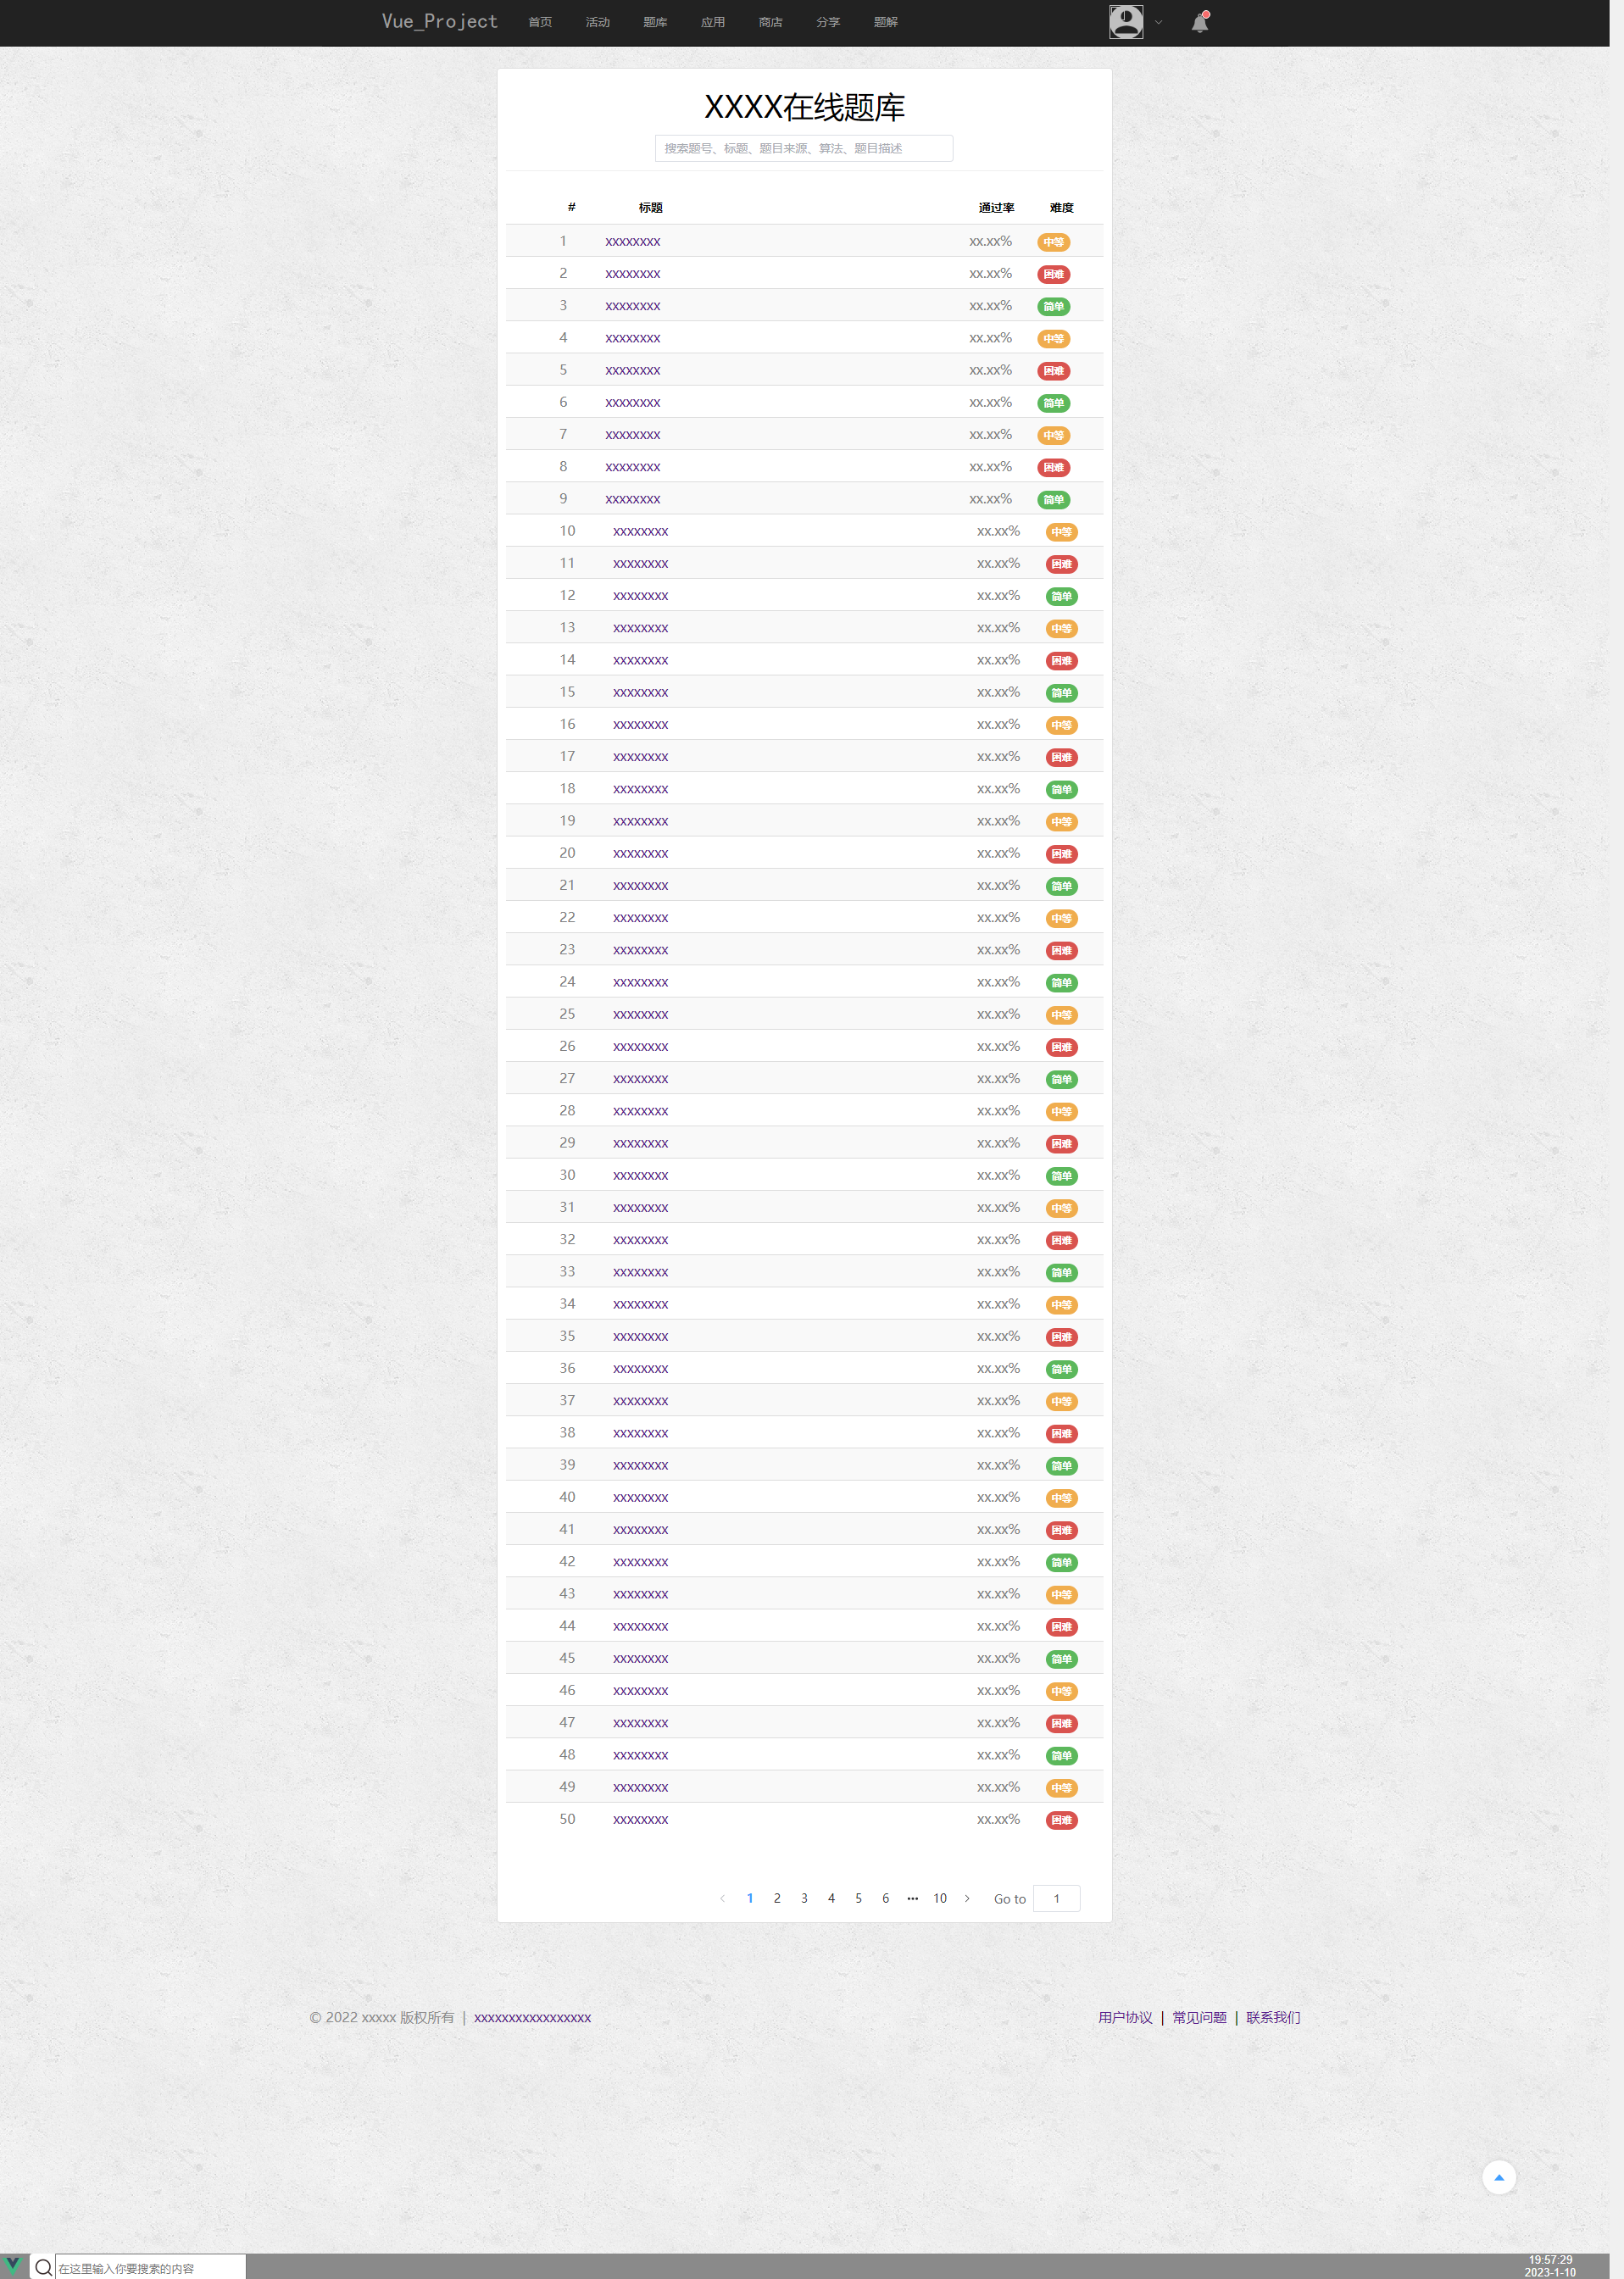 Vue_Project 首页 活动 题库 应用 商店 分享 题解
XXXX在线题库
搜索题号、标题、题目来源、算法、题目描述
# 标题 通过率 难度
1 xxxxxxxx xx.xx% 中等
2 xxxxxxxx xx.xx% 困难
3 xxxxxxxx xx.xx% 简单
4 xxxxxxxx xx.xx% 中等
5 xxxxxxxx xx.xx% 困难
6 xxxxxxxx xx.xx% 简单
7 xxxxxxxx xx.xx% 中等
8 xxxxxxxx xx.xx% 困难
9 xxxxxxxx xx.xx% 简单
10 xxxxxxxx xx.xx% 中等
11 xxxxxxxx xx.xx% 困难
12 xxxxxxxx xx.xx% 简单
13 xxxxxxxx xx.xx% 中等
14 xxxxxxxx xx.xx% 困难
15 xxxxxxxx xx.xx% 简单
16 xxxxxxxx xx.xx% 中等
17 xxxxxxxx xx.xx% 困难
18 xxxxxxxx xx.xx% 简单
19 xxxxxxxx xx.xx% 中等
20 xxxxxxxx xx.xx% 困难
21 xxxxxxxx xx.xx% 简单
22 xxxxxxxx xx.xx% 中等
23 xxxxxxxx xx.xx% 困难
24 xxxxxxxx xx.xx% 简单
25 xxxxxxxx xx.xx% 中等
26 xxxxxxxx xx.xx% 困难
27 xxxxxxxx xx.xx% 简单
28 xxxxxxxx xx.xx% 中等
29 xxxxxxxx xx.xx% 困难
30 xxxxxxxx xx.xx% 简单
31 xxxxxxxx xx.xx% 中等
32 xxxxxxxx xx.xx% 困难
33 xxxxxxxx xx.xx% 简单
34 xxxxxxxx xx.xx% 中等
35 xxxxxxxx xx.xx% 困难
36 xxxxxxxx xx.xx% 简单
37 xxxxxxxx xx.xx% 中等
38 xxxxxxxx xx.xx% 困难
39 xxxxxxxx xx.xx% 简单
40 xxxxxxxx xx.xx% 中等
41 xxxxxxxx xx.xx% 困难
42 xxxxxxxx xx.xx% 简单
43 xxxxxxxx xx.xx% 中等
44 xxxxxxxx xx.xx% 困难
45 xxxxxxxx xx.xx% 简单
46 xxxxxxxx xx.xx% 中等
47 xxxxxxxx xx.xx% 困难
48 xxxxxxxx xx.xx% 简单
49 xxxxxxxx xx.xx% 中等
50 xxxxxxxx xx.xx% 困难
1 2 3 4 5 6 ••• 10 Go to 1
© 2022 xxxxx 版权所有 | xxxxxxxxxxxxxxxxx 用户协议 | 常见问题 | 联系我们
在这里输入你要搜索的内容
19:57:29
2023-1-10